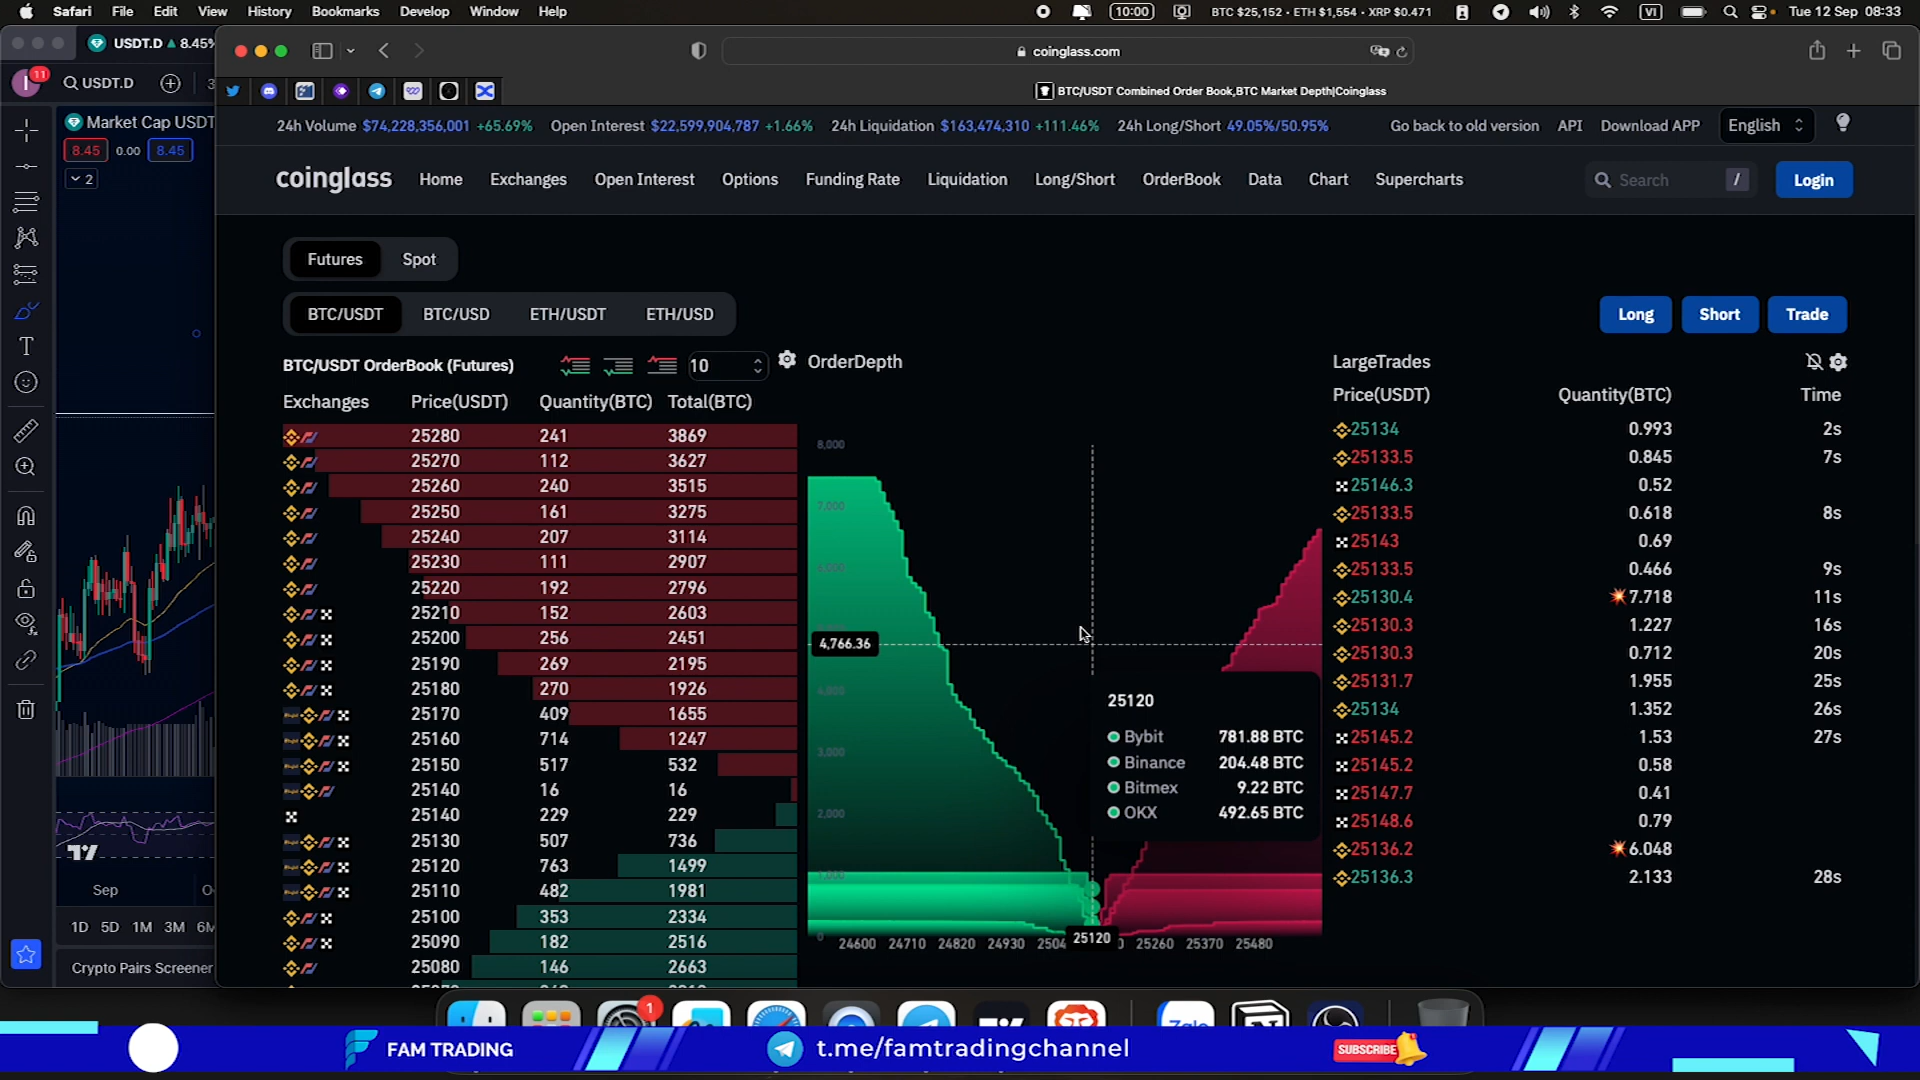 Safari File Edit View History Bookmarks Develop Window Help 10:00 BTC $25,152 • ETH $1,554 • XRP $0.471 VI Tue 12 Sep 08:33
USDT.D ▲ 8.45%
coinglass.com
11 USDT.D
BTC/USDT Combined Order Book,BTC Market Depth|Coinglass
Market Cap USDT
8.45 0.00 8.45
2
24h Volume $74,228,356,001 +65.69% Open Interest $22,599,904,787 +1.66% 24h Liquidation $163,474,310 +111.46% 24h Long/Short 49.05%/50.95% Go back to old version API Download APP English
coinglass Home Exchanges Open Interest Options Funding Rate Liquidation Long/Short OrderBook Data Chart Supercharts Search / Login
Futures Spot
BTC/USDT BTC/USD ETH/USDT ETH/USD Long Short Trade
BTC/USDT OrderBook (Futures) 10
Exchanges Price(USDT) Quantity(BTC) Total(BTC)
25280 241 3869
25270 112 3627
25260 240 3515
25250 161 3275
25240 207 3114
25230 111 2907
25220 192 2796
25210 152 2603
25200 256 2451
25190 269 2195
25180 270 1926
25170 409 1655
25160 714 1247
25150 517 532
25140 16 16
25140 229 229
25130 507 736
25120 763 1499
25110 482 1981
25100 353 2334
25090 182 2516
25080 146 2663
OrderDepth
8,000
7,000
4,766.36
3,000
2,000
1,000
0
25120
Bybit 781.88 BTC
Binance 204.48 BTC
Bitmex 9.22 BTC
OKX 492.65 BTC
24600 24710 24820 24930 2504 25120 0 25260 25370 25480
LargeTrades
Price(USDT) Quantity(BTC) Time
25134 0.993 2s
25133.5 0.845 7s
25146.3 0.52
25133.5 0.618 8s
25143 0.69
25133.5 0.466 9s
25130.4 7.718 11s
25130.3 1.227 16s
25130.3 0.712 20s
25131.7 1.955 25s
25134 1.352 26s
25145.2 1.53 27s
25145.2 0.58
25147.7 0.41
25148.6 0.79
25136.2 6.048
25136.3 2.133 28s
Sep
1D 5D 1M 3M 6M
Crypto Pairs Screener
1
Zalo
FAM TRADING t.me/famtradingchannel SUBSCRIBE